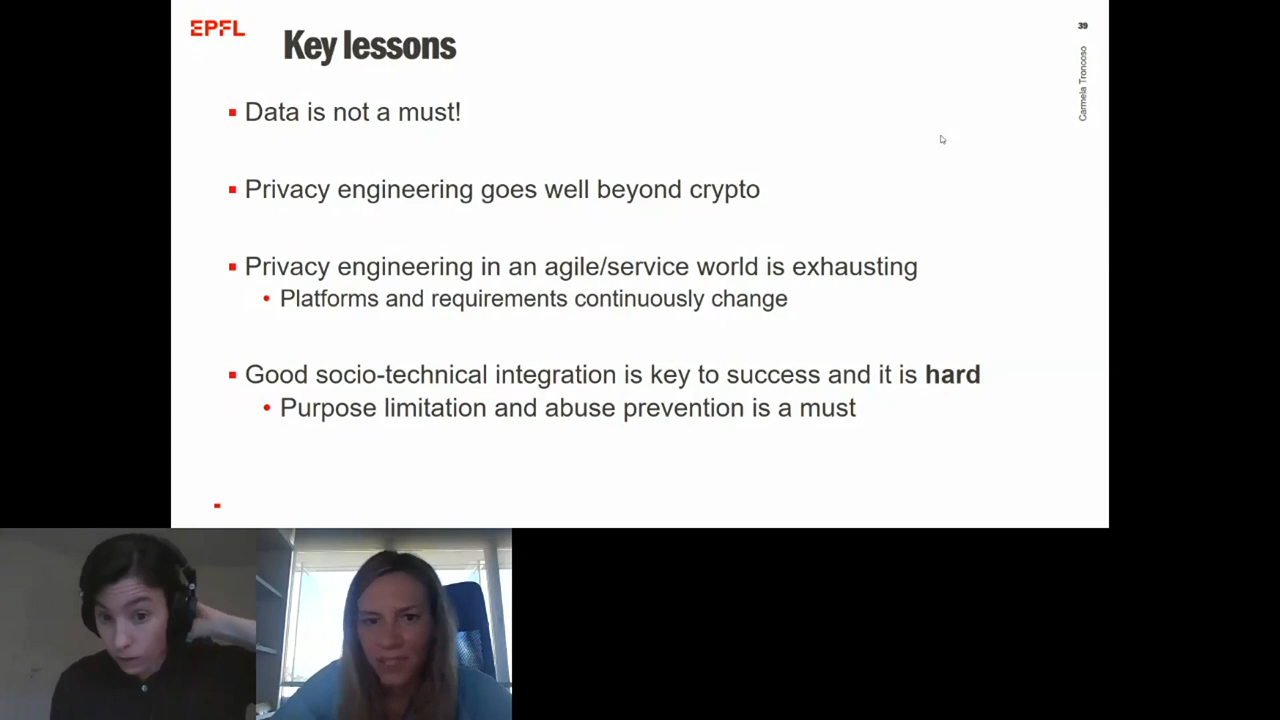 EPFL
Key lessons
39
Carmela Troncoso
Data is not a must!
Privacy engineering goes well beyond crypto
Privacy engineering in an agile/service world is exhausting
Platforms and requirements continuously change
Good socio-technical integration is key to success and it is hard
Purpose limitation and abuse prevention is a must